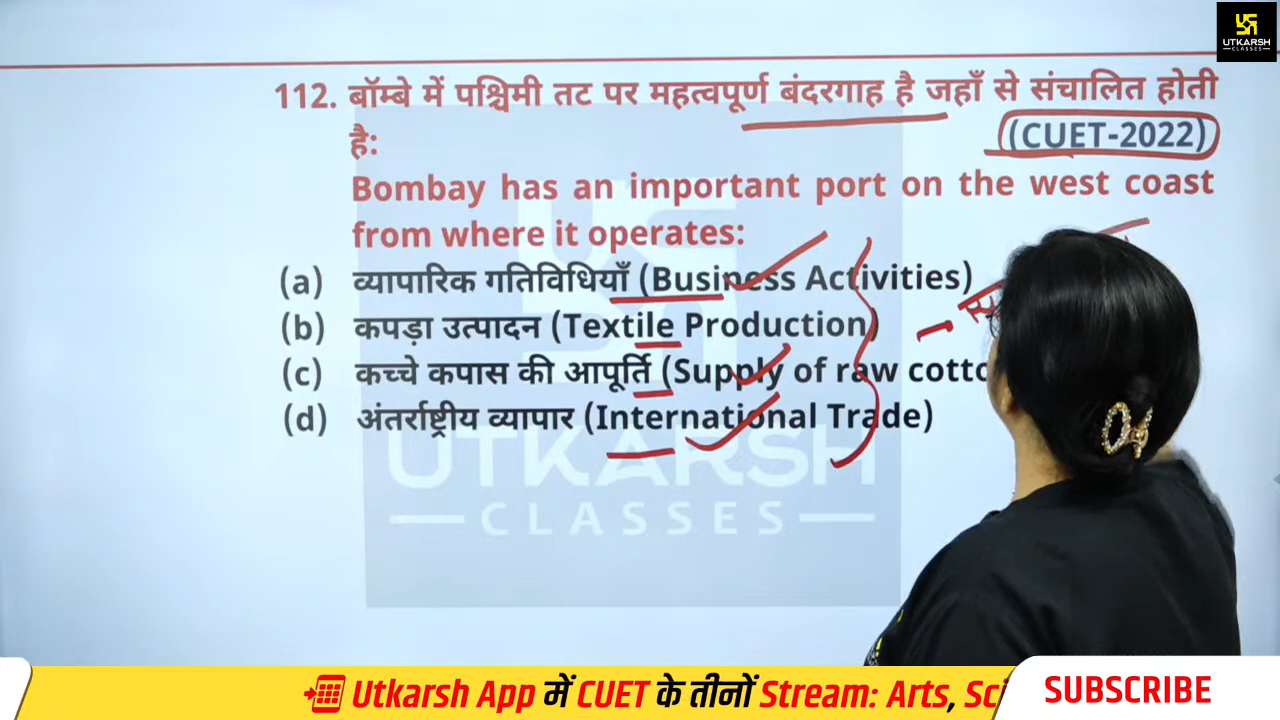 UTKARSH
CLASSES
112. बॉम्बे में पश्चिमी तट पर महत्वपूर्ण बंदरगाह है जहाँ से संचालित होती
है: (CUET-2022)
Bombay has an important port on the west coast
from where it operates:
(a) व्यापारिक गतिविधियाँ (Business Activities)
(b) कपड़ा उत्पादन (Textile Production)
(c) कच्चे कपास की आपूर्ति (Supply of raw
(d) अंतर्राष्ट्रीय व्यापार (International Trade)
UTKARSH
CLASSES
Utkarsh App में CUET के तीनों Stream: Arts,
SUBSCRIBE